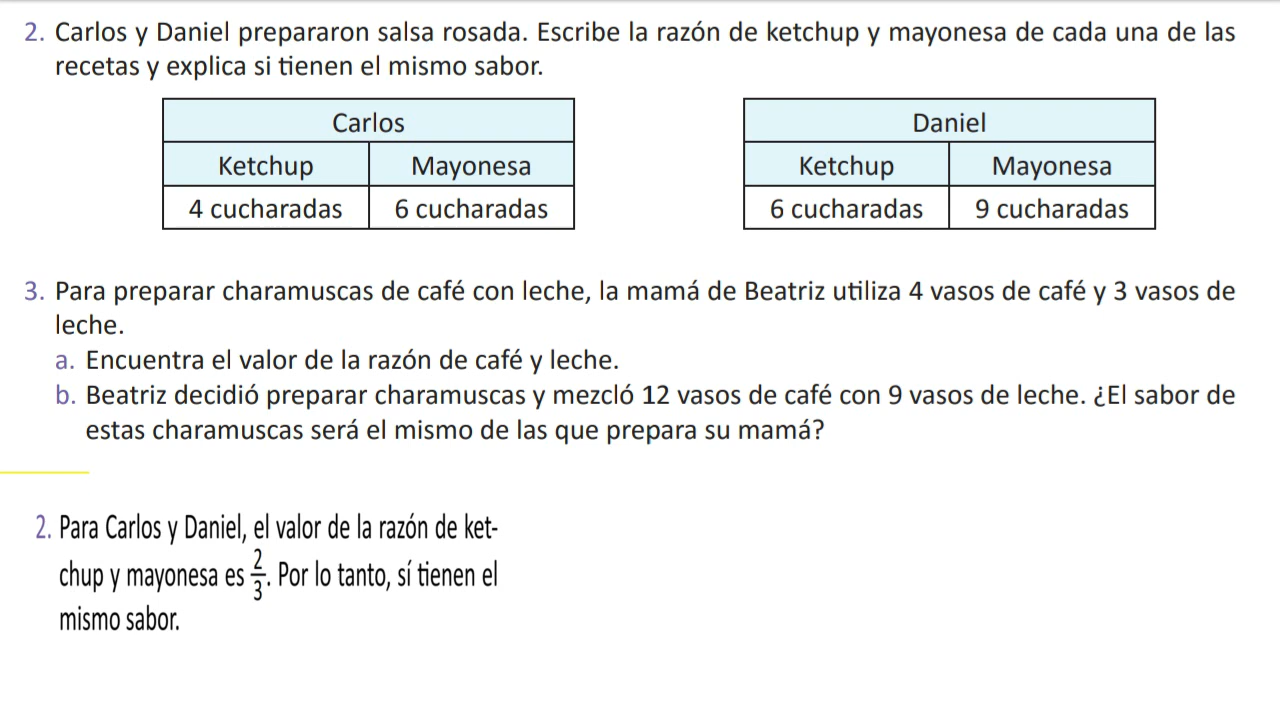 2. Carlos y Daniel prepararon salsa rosada. Escribe la razón de ketchup y mayonesa de cada una de las
recetas y explica si tienen el mismo sabor.
Carlos
Ketchup Mayonesa
4 cucharadas 6 cucharadas
Daniel
Ketchup Mayonesa
6 cucharadas 9 cucharadas
3. Para preparar charamuscas de café con leche, la mamá de Beatriz utiliza 4 vasos de café y 3 vasos de
leche.
a. Encuentra el valor de la razón de café y leche.
b. Beatriz decidió preparar charamuscas y mezcló 12 vasos de café con 9 vasos de leche. ¿El sabor de
estas charamuscas será el mismo de las que prepara su mamá?
2. Para Carlos y Daniel, el valor de la razón de ket-
chup y mayonesa es 2/3. Por lo tanto, sí tienen el
mismo sabor.